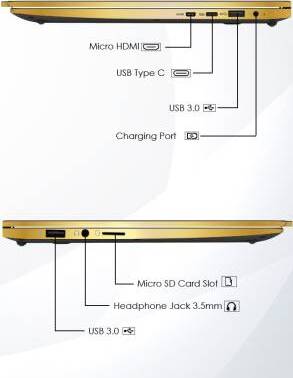 Micro HDMI
USB Type C
USB 3.0
Charging Port
Micro SD Card Slot
Headphone Jack 3.5mm
USB 3.0